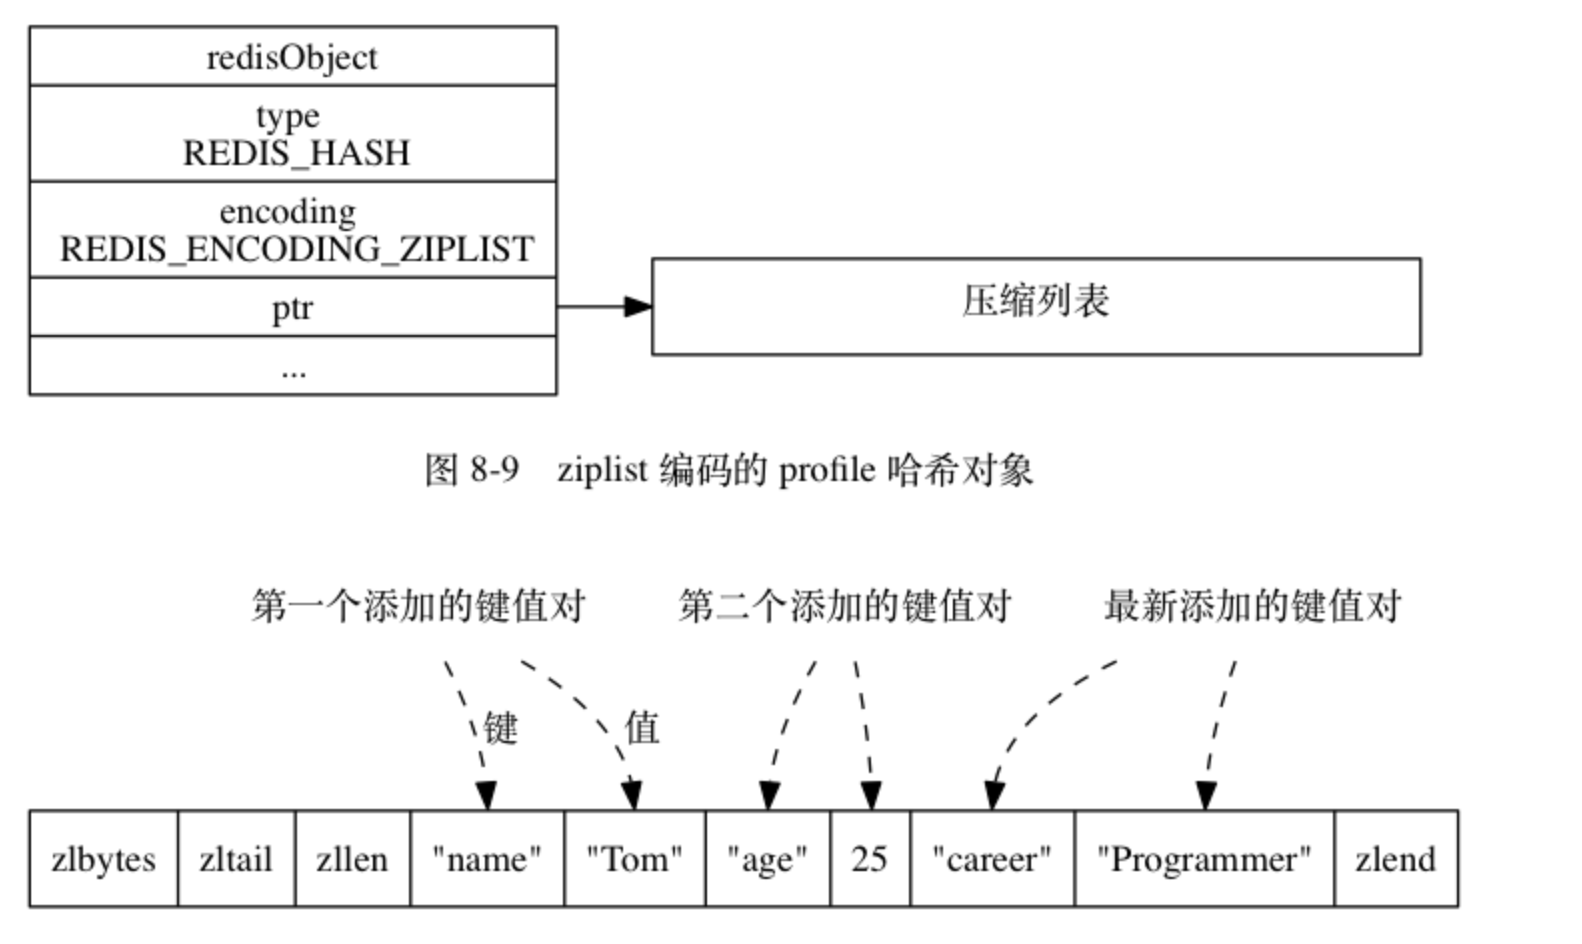 redisObject
type
REDIS_HASH
encoding
REDIS_ENCODING_ZIPLIST
ptr
...
压缩列表
图 8-9 ziplist 编码的 profile 哈希对象
第一个添加的键值对 第二个添加的键值对 最新添加的键值对
键 值
zlbytes zltail zllen "name" "Tom" "age" 25 "career" "Programmer" zlend